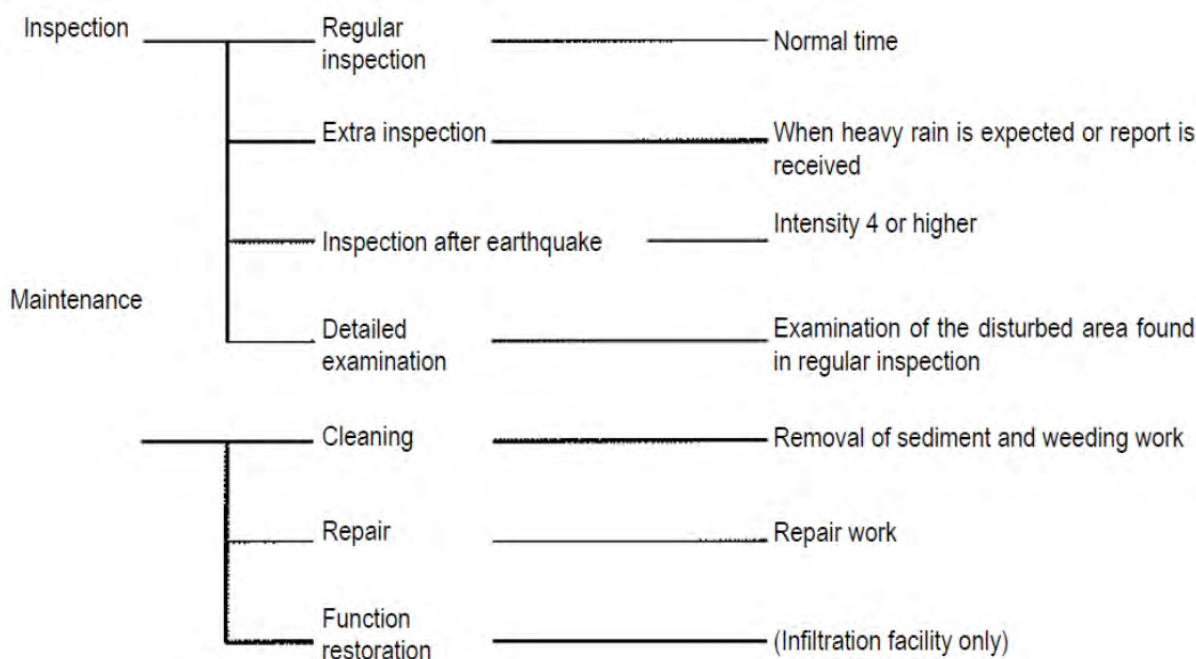 Inspection
Regular
inspection
Normal time
Extra inspection
When heavy rain is expected or report is
received
Inspection after earthquake
Intensity 4 or higher
Maintenance
Detailed
examination
Examination of the disturbed area found
in regular inspection
Cleaning
Removal of sediment and weeding work
Repair
Repair work
Function
restoration
(Infiltration facility only)